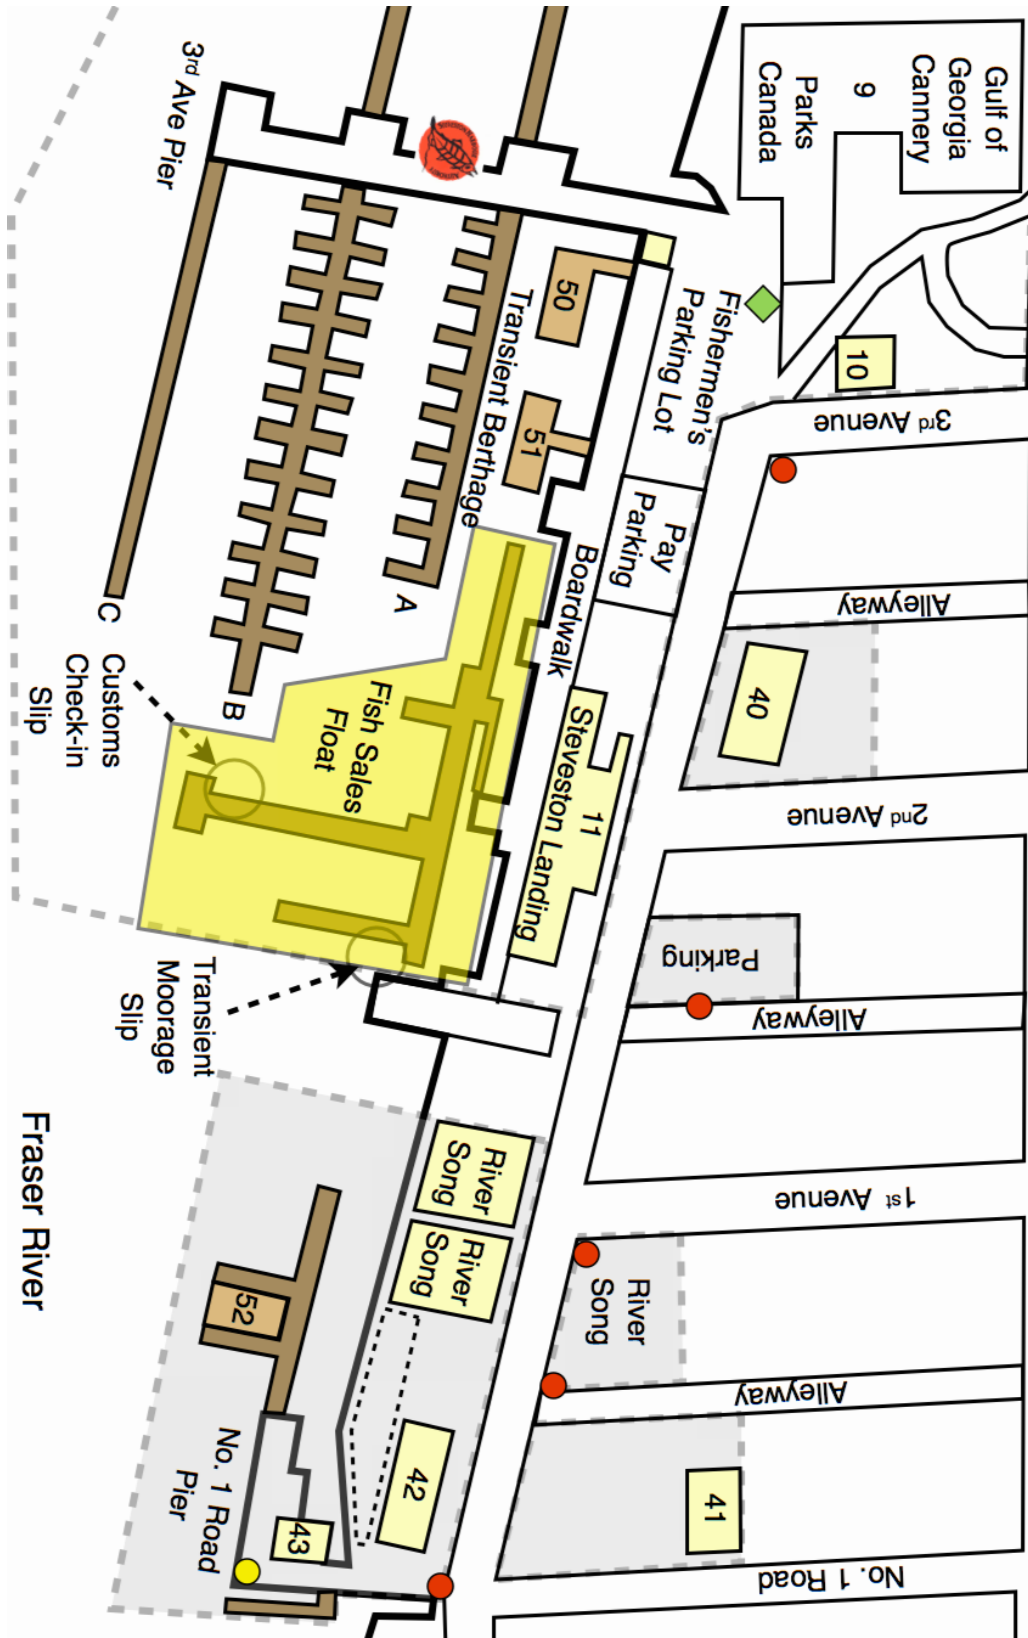 Gulf of
Georgia
Cannery
9
Parks
Canada
10
3rd Avenue
3rd Ave Pier
Fishermen's
Parking Lot
50
Transient Berthage
51
Pay
Parking
Boardwalk
Alleyway
40
A
B
C
Customs
Check-in
Slip
Fish Sales
Float
11
Steveston Landing
2nd Avenue
Parking
Alleyway
Transient
Moorage
Slip
1st Avenue
Fraser River
River
Song
River
Song
River
Song
Alleyway
52
42
41
43
No. 1 Road
Pier
No. 1 Road